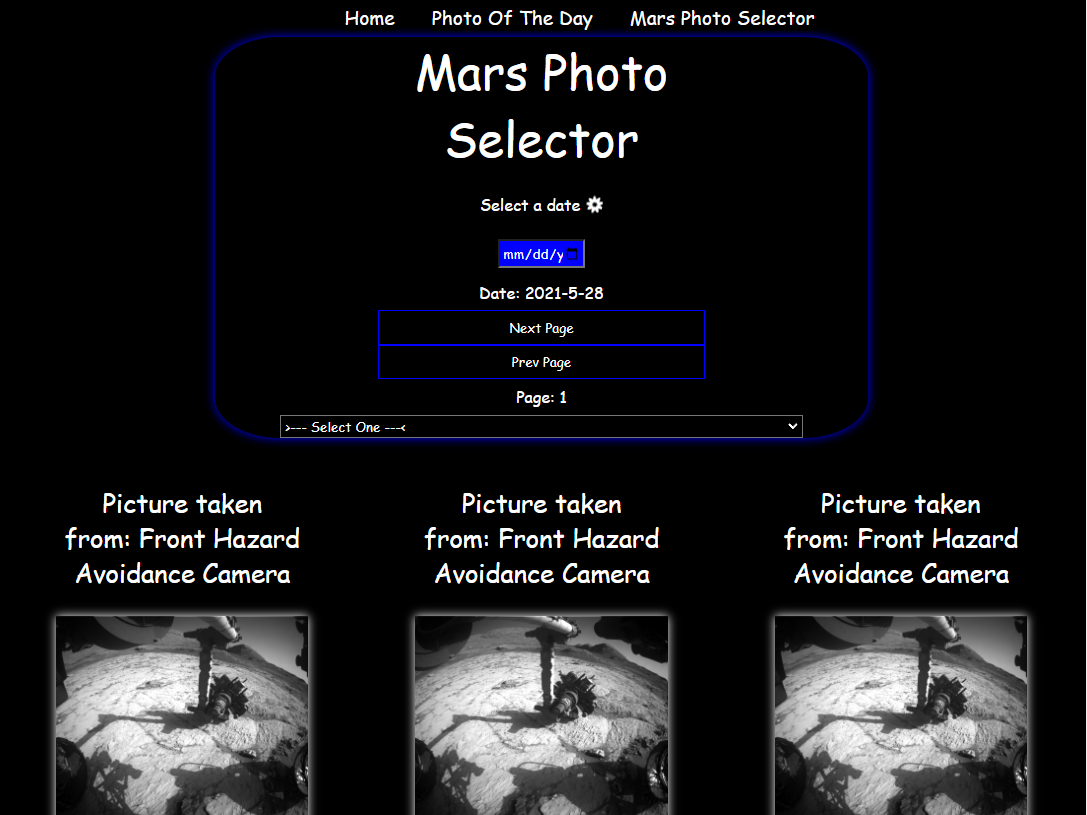 Home Photo Of The Day Mars Photo Selector
Mars Photo
Selector
Select a date
mm/dd/y
Date: 2021-5-28
Next Page
Prev Page
Page: 1
>--- Select One ---<
Picture taken
from: Front Hazard
Avoidance Camera
Picture taken
from: Front Hazard
Avoidance Camera
Picture taken
from: Front Hazard
Avoidance Camera